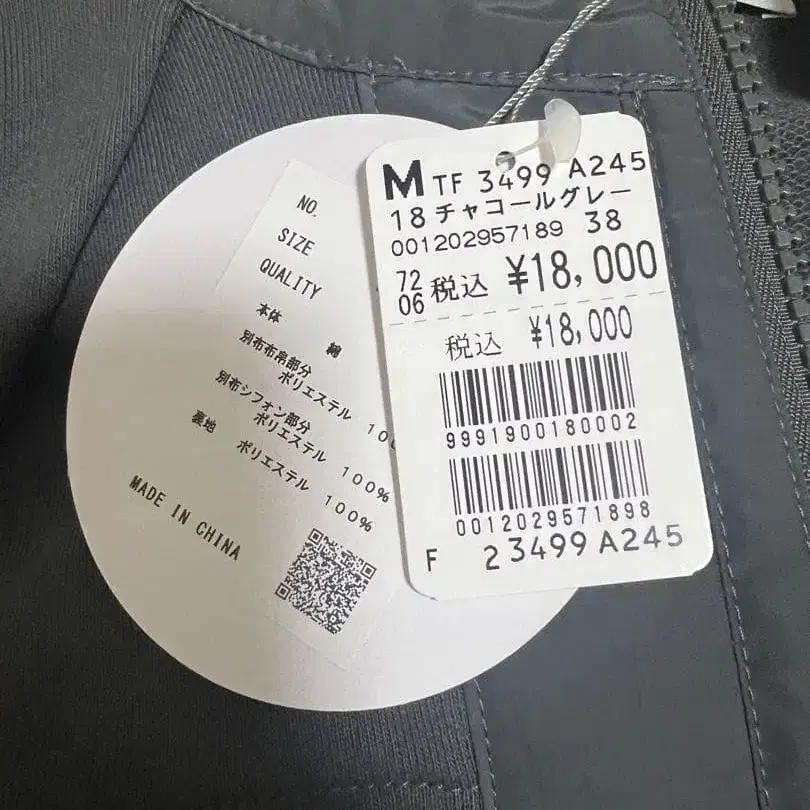 NO.
SIZE
QUALITY
本体 綿
別布布帛部分
ポリエステル 100
別布シフォン部分
ポリエステル 100%
裏地
ポリエステル 100%
MADE IN CHINA
M TF 3499 A245
18 チャコールグレー
001202957189 38
72
06 税込 ¥18,000
税込 ¥18,000
9991900180002
0012029571898
F 23499 A245